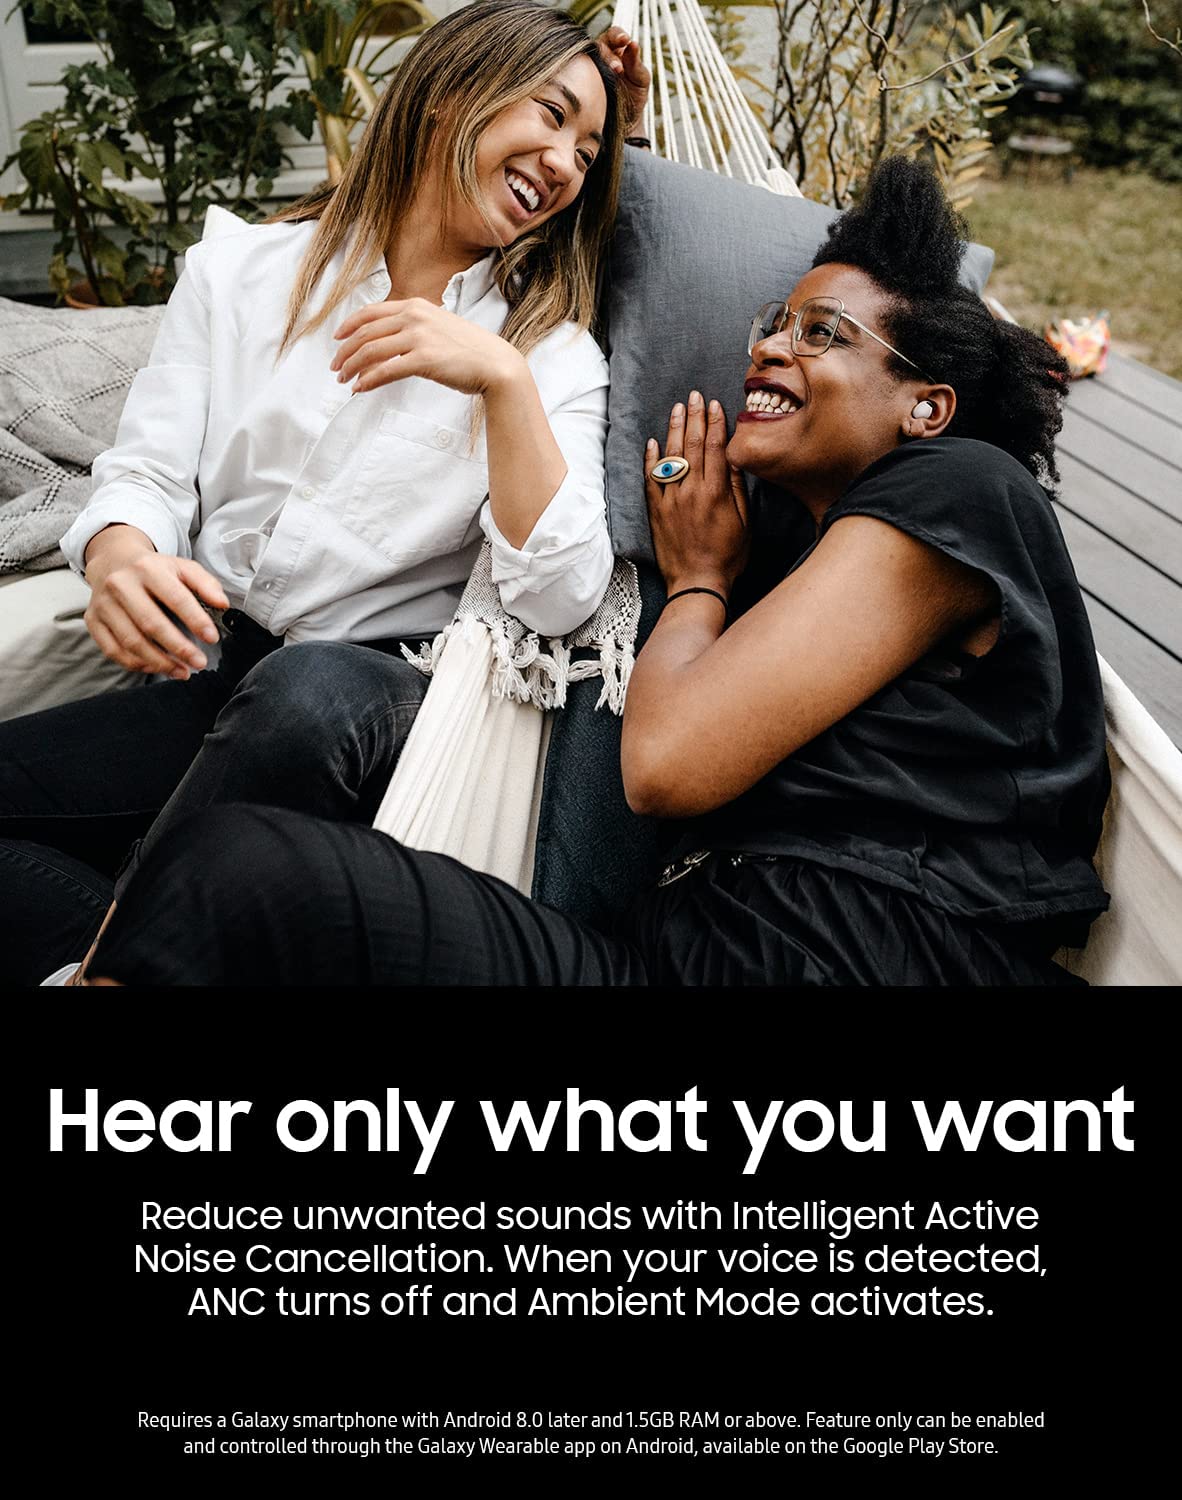 Hear only what you want
Reduce unwanted sounds with Intelligent Active
Noise Cancellation. When your voice is detected,
ANC turns off and Ambient Mode activates.
Requires a Galaxy smartphone with Android 8.0 later and 1.5GB RAM or above. Feature only can be enabled
and controlled through the Galaxy Wearable app on Android, available on the Google Play Store.